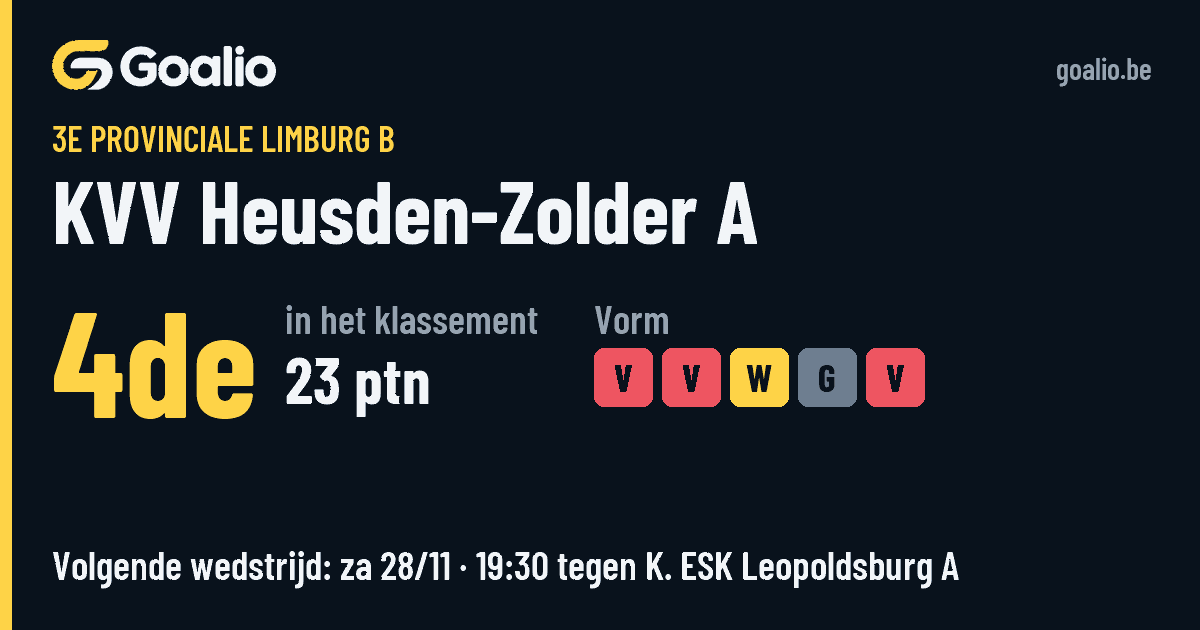 Goalio
goalio.be
3E PROVINCIALE LIMBURG B
KVV Heusden-Zolder A
4de
in het klassement
23 ptn
Vorm
V V W G V
Volgende wedstrijd: za 28/11 · 19:30 tegen K. ESK Leopoldsburg A